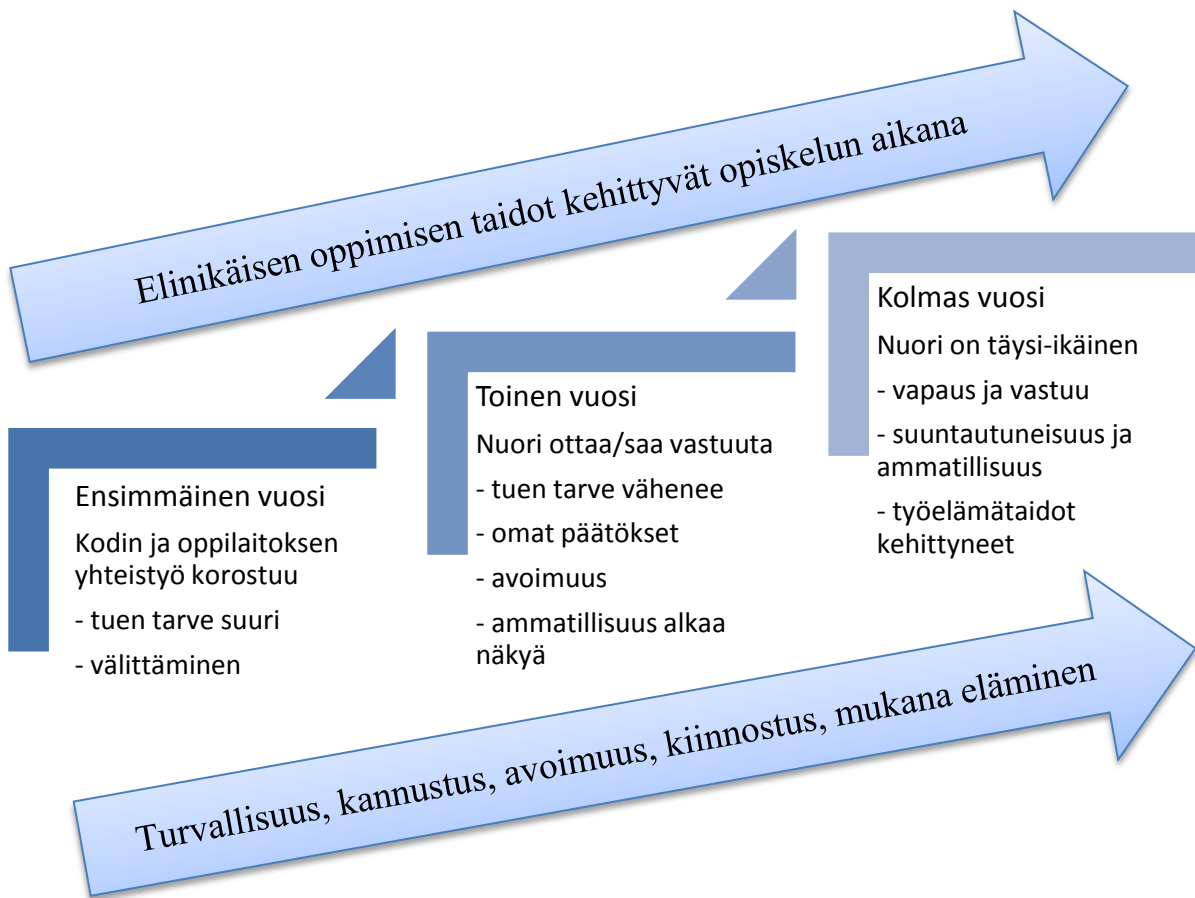 Elinikäisen oppimisen taidot kehittyvät opiskelun aikana
Ensimmäinen vuosi
Kodin ja oppilaitoksen
yhteistyö korostuu
- tuen tarve suuri
- välittäminen
Toinen vuosi
Nuori ottaa/saa vastuuta
- tuen tarve vähenee
- omat päätökset
- avoimuus
- ammatillisuus alkaa
näkyä
Kolmas vuosi
Nuori on täysi-ikäinen
- vapaus ja vastuu
- suuntautuneisuus ja
ammatillisuus
- työelämätaidot
kehittyneet
Turvallisuus, kannustus, avoimuus, kiinnostus, mukana eläminen